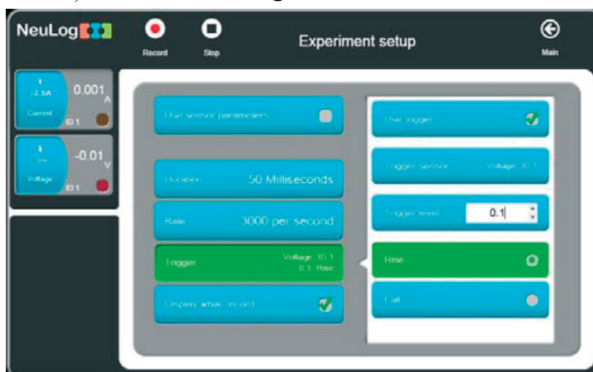 NeuLog
Record
Stop
Experiment setup
Main
0.001
A
Current
ID 1
-0.01
V
Voltage
ID 1
Use sensor parameters
Duration 50 Milliseconds
Rate 3000 per second
Trigger Voltage ID 1
0.1 Rise
Display while record
Use trigger
Trigger sensor Voltage ID 1
Trigger level 0.1
Rise
Fall